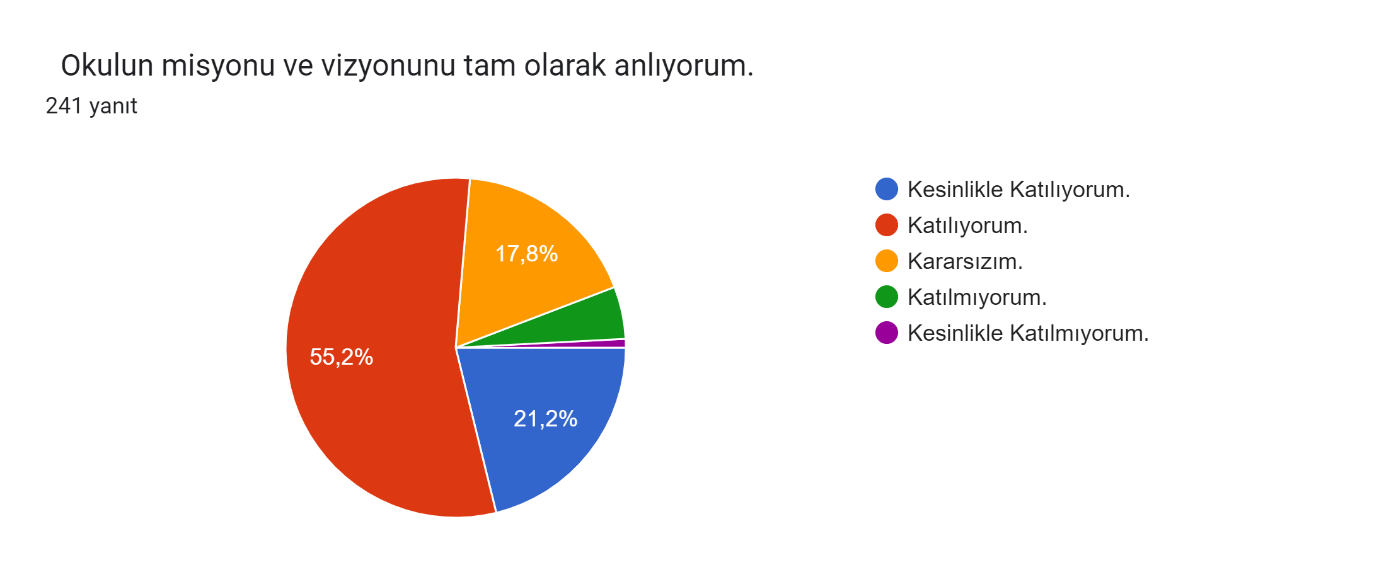 Okulun misyonu ve vizyonunu tam olarak anlıyorum.
241 yanıt
Kesinlikle Katılıyorum.
Katılıyorum.
Kararsızım.
Katılmıyorum.
Kesinlikle Katılmıyorum.
17,8%
55,2%
21,2%